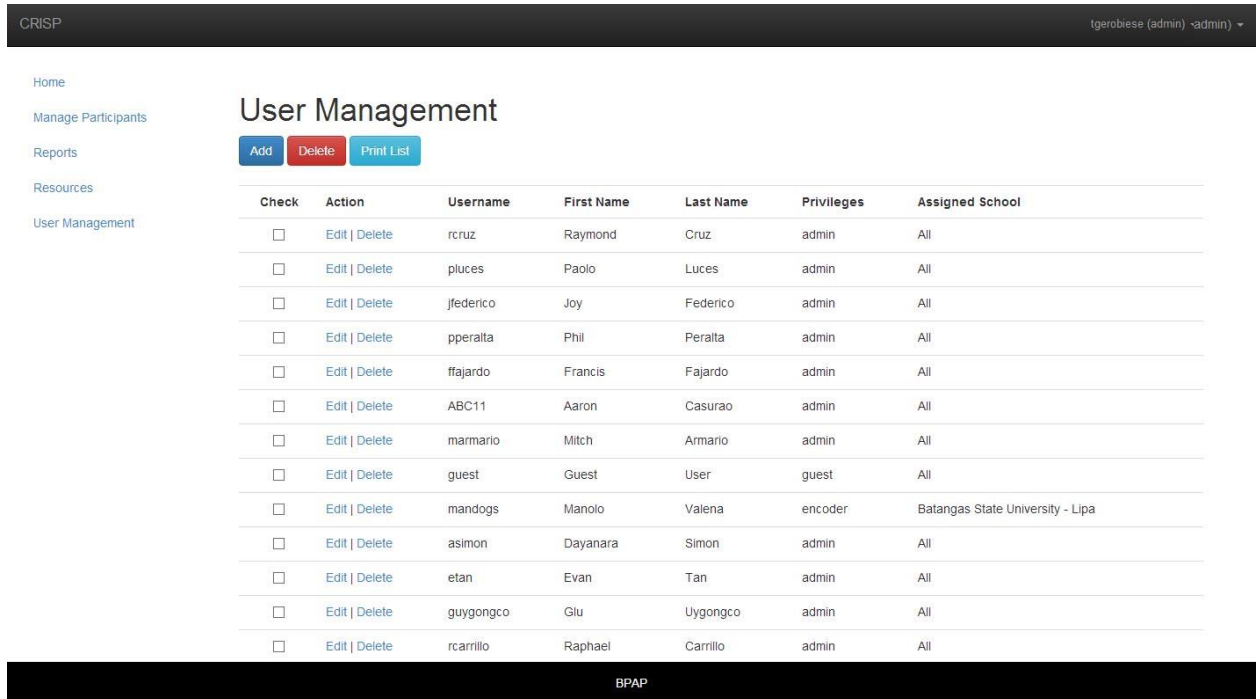 CRISP tgerobiese (admin) -admin)
Home
Manage Participants
Reports
Resources
User Management
User Management
Add Delete Print List
Check Action Username First Name Last Name Privileges Assigned School
Edit | Delete rcruz Raymond Cruz admin All
Edit | Delete pluces Paolo Luces admin All
Edit | Delete jfederico Joy Federico admin All
Edit | Delete pperalta Phil Peralta admin All
Edit | Delete ffajardo Francis Fajardo admin All
Edit | Delete ABC11 Aaron Casurao admin All
Edit | Delete marmario Mitch Armario admin All
Edit | Delete guest Guest User guest All
Edit | Delete mandogs Manolo Valena encoder Batangas State University - Lipa
Edit | Delete asimon Dayanara Simon admin All
Edit | Delete etan Evan Tan admin All
Edit | Delete guygongco Glu Uygongco admin All
Edit | Delete rcarrillo Raphael Carrillo admin All
BPAP